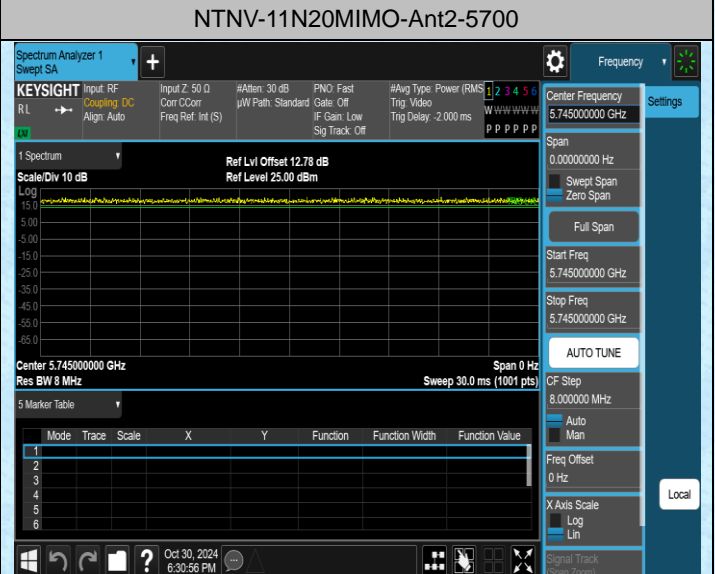 NTNV-11N20MIMO-Ant2-5700
Spectrum Analyzer 1
Swept SA
Frequency
KEYSIGHT
RL
Input: RF
Coupling: DC
Align: Auto
Input Z: 50 Ω
Corr CCorr
Freq Ref: Int (S)
#Atten: 30 dB
µW Path: Standard
PNO: Fast
Gate: Off
IF Gain: Low
Sig Track: Off
#Avg Type: Power (RMS
Trig: Video
Trig Delay: -2.000 ms
1 2 3 4 5 6
W W W W W W
P P P P P P
Center Frequency
5.745000000 GHz
Settings
Span
0.00000000 Hz
Swept Span
Zero Span
Full Span
Start Freq
5.745000000 GHz
Stop Freq
5.745000000 GHz
AUTO TUNE
CF Step
8.000000 MHz
Auto
Man
Freq Offset
0 Hz
X Axis Scale
Log
Lin
Signal Track
(Span Zoom)
Local
1 Spectrum
Scale/Div 10 dB
Ref Lvl Offset 12.78 dB
Ref Level 25.00 dBm
Log
15.0
5.00
-5.00
-15.0
-25.0
-35.0
-45.0
-55.0
-65.0
Center 5.745000000 GHz
Span 0 Hz
Res BW 8 MHz
Sweep 30.0 ms (1001 pts)
5 Marker Table
Mode Trace Scale X Y Function Function Width Function Value
1
2
3
4
5
6
Oct 30, 2024
6:30:56 PM